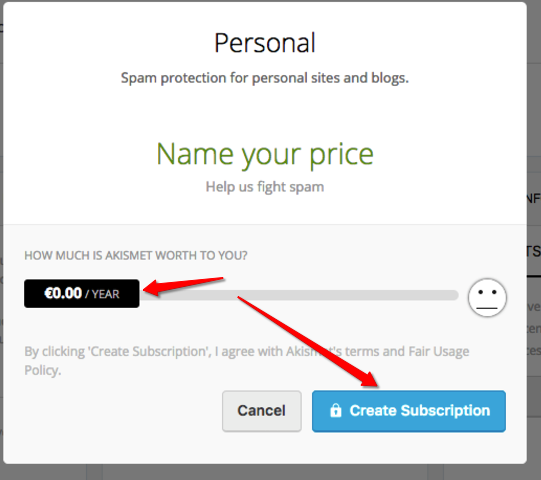 Personal
Spam protection for personal sites and blogs.
Name your price
Help us fight spam
HOW MUCH IS AKISMET WORTH TO YOU?
€0.00 / YEAR
By clicking 'Create Subscription', I agree with Akismet's terms and Fair Usage
Policy.
Cancel
Create Subscription